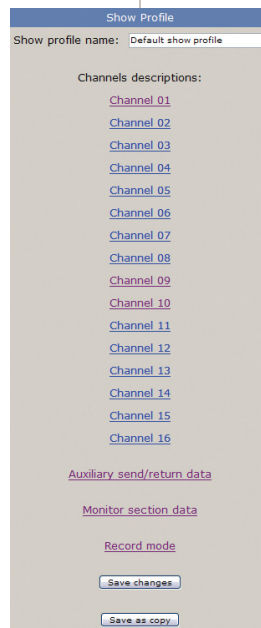 Show Profile
Show profile name: Default show profile
Channels descriptions:
Channel 01
Channel 02
Channel 03
Channel 04
Channel 05
Channel 06
Channel 07
Channel 08
Channel 09
Channel 10
Channel 11
Channel 12
Channel 13
Channel 14
Channel 15
Channel 16
Auxiliary send/return data
Monitor section data
Record mode
Save changes
Save as copy